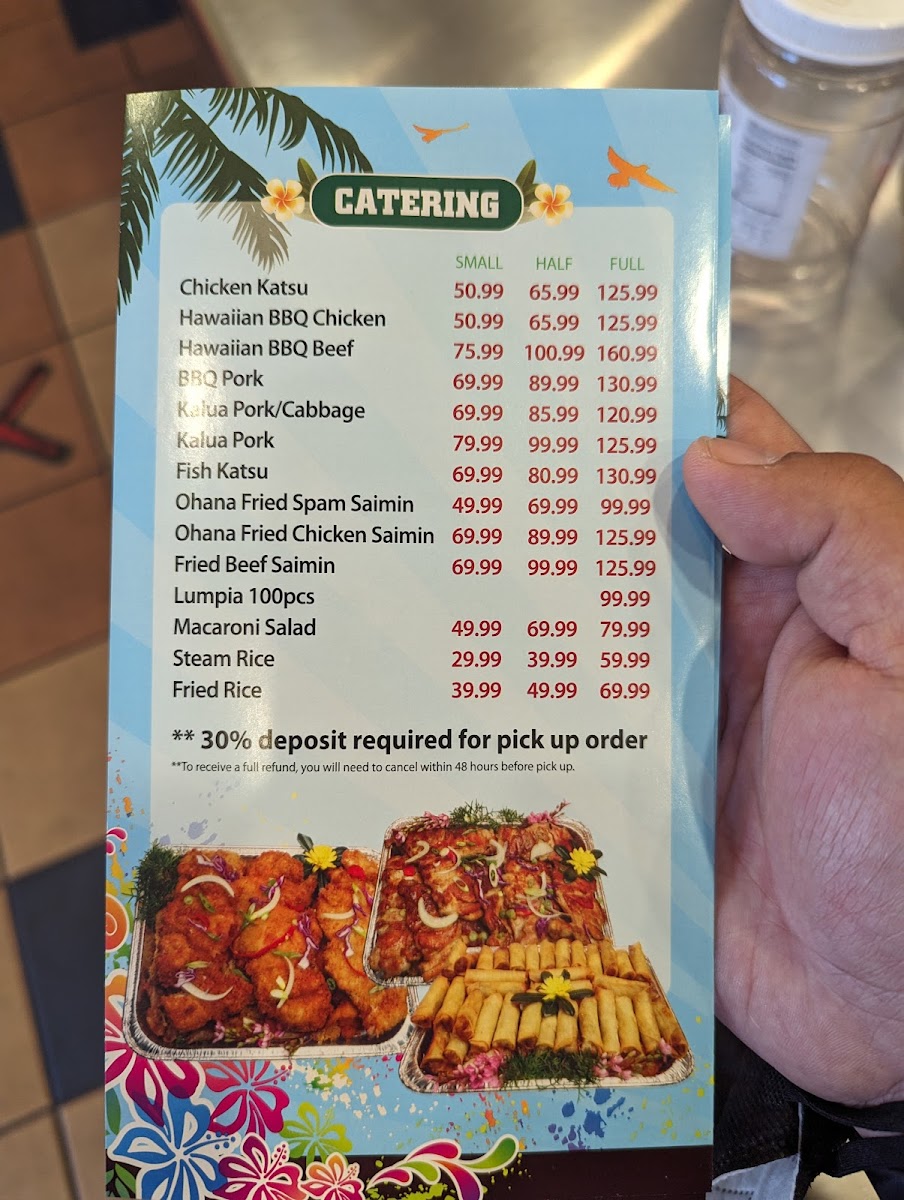 CATERING
SMALL HALF FULL
Chicken Katsu 50.99 65.99 125.99
Hawaiian BBQ Chicken 50.99 65.99 125.99
Hawaiian BBQ Beef 75.99 100.99 160.99
BBQ Pork 69.99 89.99 130.99
Kalua Pork/Cabbage 69.99 85.99 120.99
Kalua Pork 79.99 99.99 125.99
Fish Katsu 69.99 80.99 130.99
Ohana Fried Spam Saimin 49.99 69.99 99.99
Ohana Fried Chicken Saimin 69.99 89.99 125.99
Fried Beef Saimin 69.99 99.99 125.99
Lumpia 100pcs 99.99
Macaroni Salad 49.99 69.99 79.99
Steam Rice 29.99 39.99 59.99
Fried Rice 39.99 49.99 69.99
** 30% deposit required for pick up order
**To receive a full refund, you will need to cancel within 48 hours before pick up.